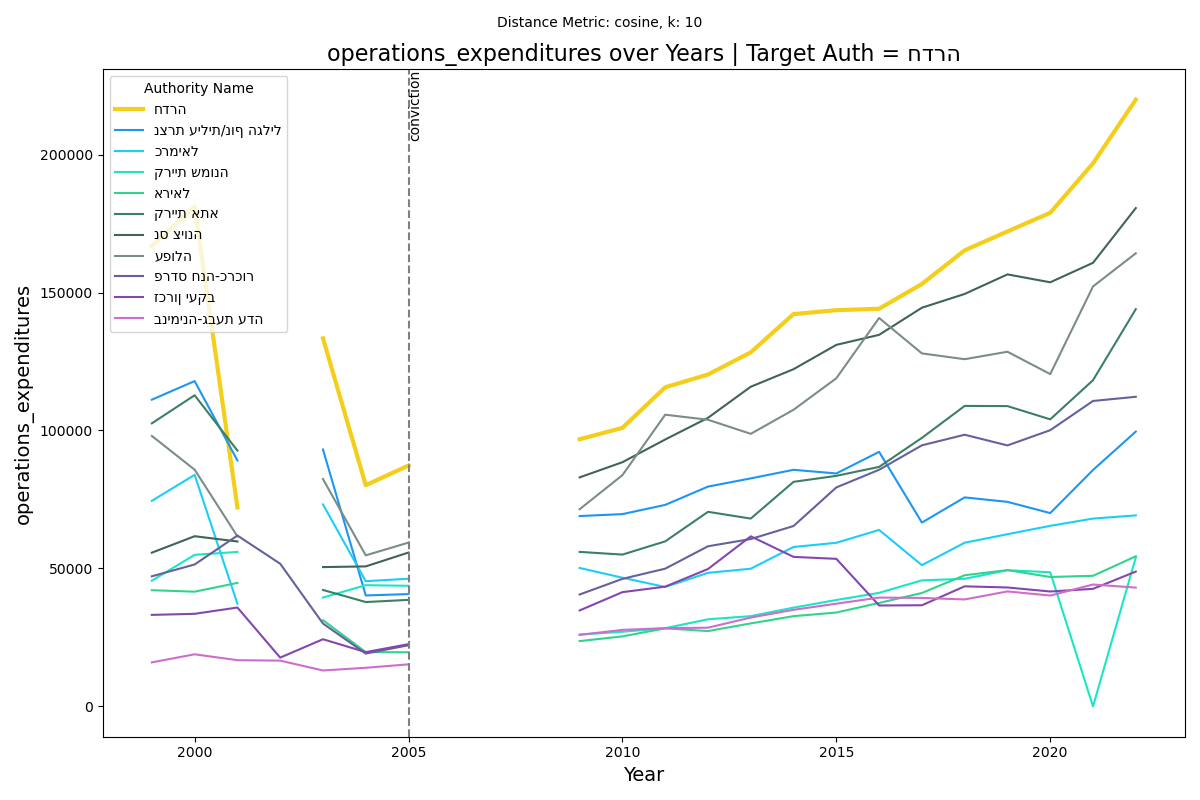 Distance Metric: cosine, k: 10
operations_expenditures over Years | Target Auth = חדרה
Authority Name
חדרה
נצרת עילית/נוף הגליל
כרמיאל
קריית שמונה
אריאל
קריית אתא
נס ציונה
עפולה
פרדס חנה-כרכור
זכרון יעקב
בנימינה-גבעת עדה
conviction
operations_expenditures
200000
150000
100000
50000
0
2000
2005
2010
2015
2020
Year